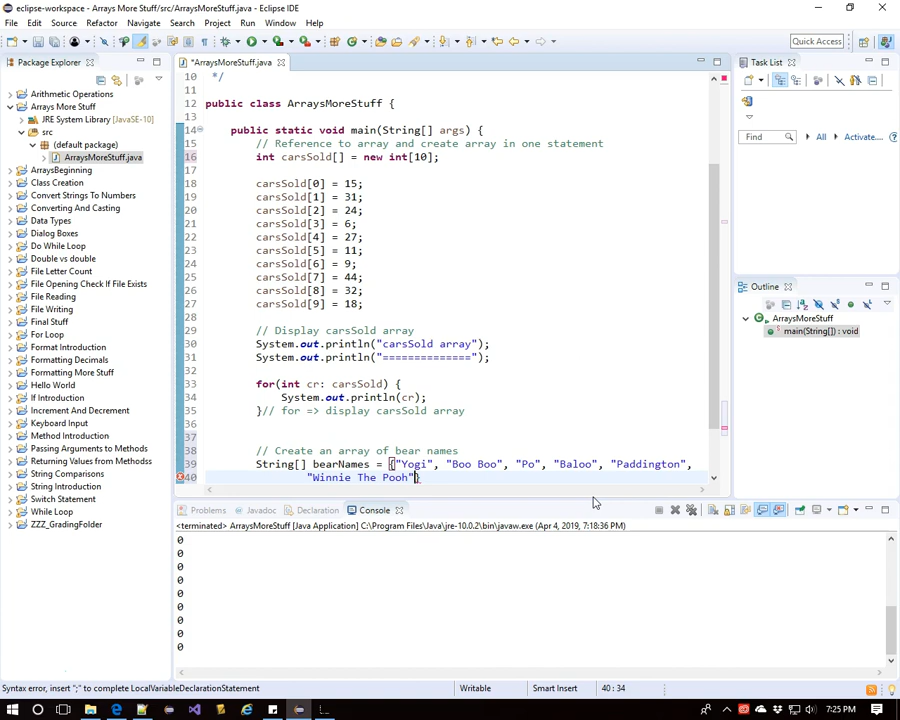 eclipse-workspace - Arrays More Stuff/src/ArraysMoreStuff.java - Eclipse IDE
File Edit Source Refactor Navigate Search Project Run Window Help
Quick Access
Package Explorer
Arithmetic Operations
Arrays More Stuff
JRE System Library [JavaSE-10]
src
(default package)
ArraysMoreStuff.java
ArraysBeginning
Class Creation
Convert Strings To Numbers
Converting And Casting
Data Types
Dialog Boxes
Do While Loop
Double vs double
File Letter Count
File Opening Check If File Exists
File Reading
File Writing
Final Stuff
For Loop
Format Introduction
Formatting Decimals
Formatting More Stuff
Hello World
If Introduction
Increment And Decrement
Keyboard Input
Method Introduction
Passing Arguments to Methods
Returning Values from Methods
String Comparisons
String Introduction
Switch Statement
While Loop
ZZZ_GradingFolder
*ArraysMoreStuff.java
10 */
11
12 public class ArraysMoreStuff {
13
14 public static void main(String[] args) {
15 // Reference to array and create array in one statement
16 int carsSold[] = new int[10];
17
18 carsSold[0] = 15;
19 carsSold[1] = 31;
20 carsSold[2] = 24;
21 carsSold[3] = 6;
22 carsSold[4] = 27;
23 carsSold[5] = 11;
24 carsSold[6] = 9;
25 carsSold[7] = 44;
26 carsSold[8] = 32;
27 carsSold[9] = 18;
28
29 // Display carsSold array
30 System.out.println("carsSold array");
31 System.out.println("==============");
32
33 for(int cr: carsSold) {
34 System.out.println(cr);
35 }// for => display carsSold array
36
37
38 // Create an array of bear names
39 String[] bearNames = {"Yogi", "Boo Boo", "Po", "Baloo", "Paddington",
40 "Winnie The Pooh"}
Task List
Find All Activate...
Outline
ArraysMoreStuff
main(String[]) : void
Problems Javadoc Declaration Console
<terminated> ArraysMoreStuff [Java Application] C:\Program Files\Java\jre-10.0.2\bin\javaw.exe (Apr 4, 2019, 7:18:36 PM)
0
0
0
0
0
0
0
0
0
Syntax error, insert ";" to complete LocalVariableDeclarationStatement
Writable
Smart Insert
40 : 34
7:25 PM